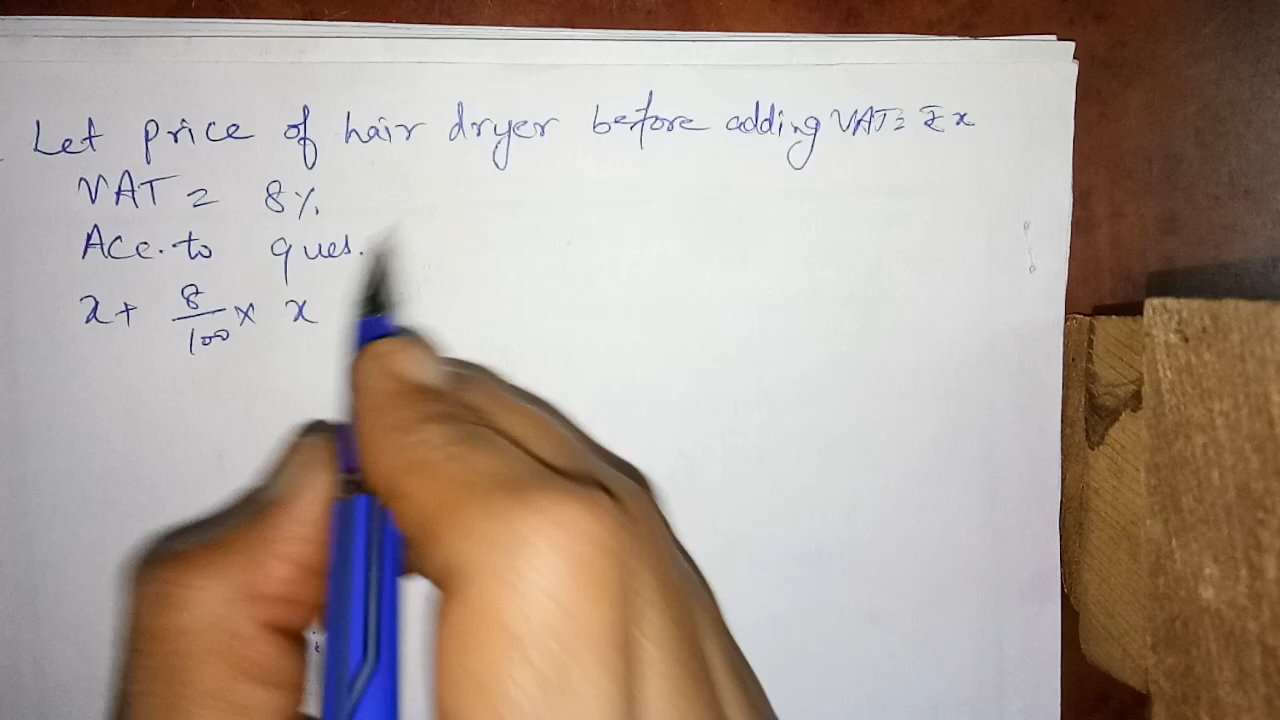 Let price of hair dryer before adding VAT = ₹ x
VAT = 8%
Acc. to ques.
x + 8/100 × x